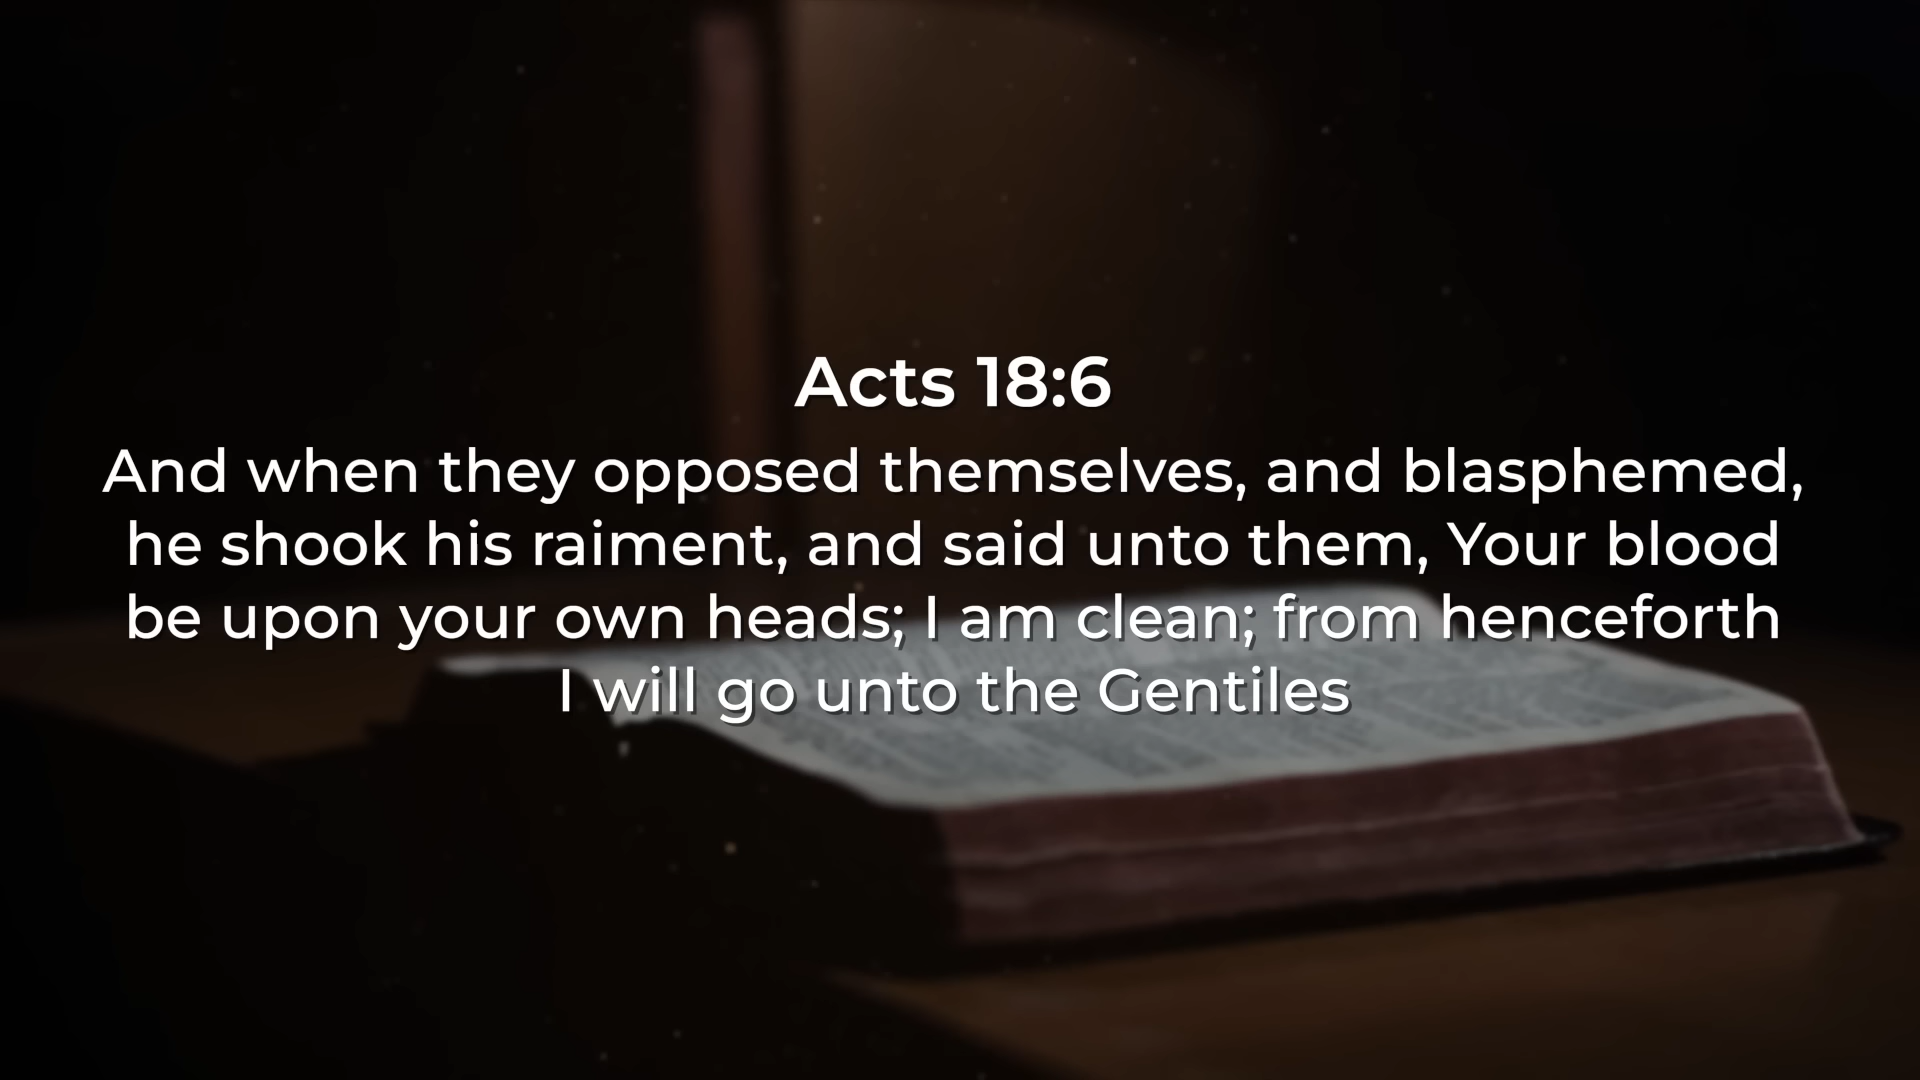 Acts 18:6
And when they opposed themselves, and blasphemed,
he shook his raiment, and said unto them, Your blood
be upon your own heads; I am clean; from henceforth
I will go unto the Gentiles